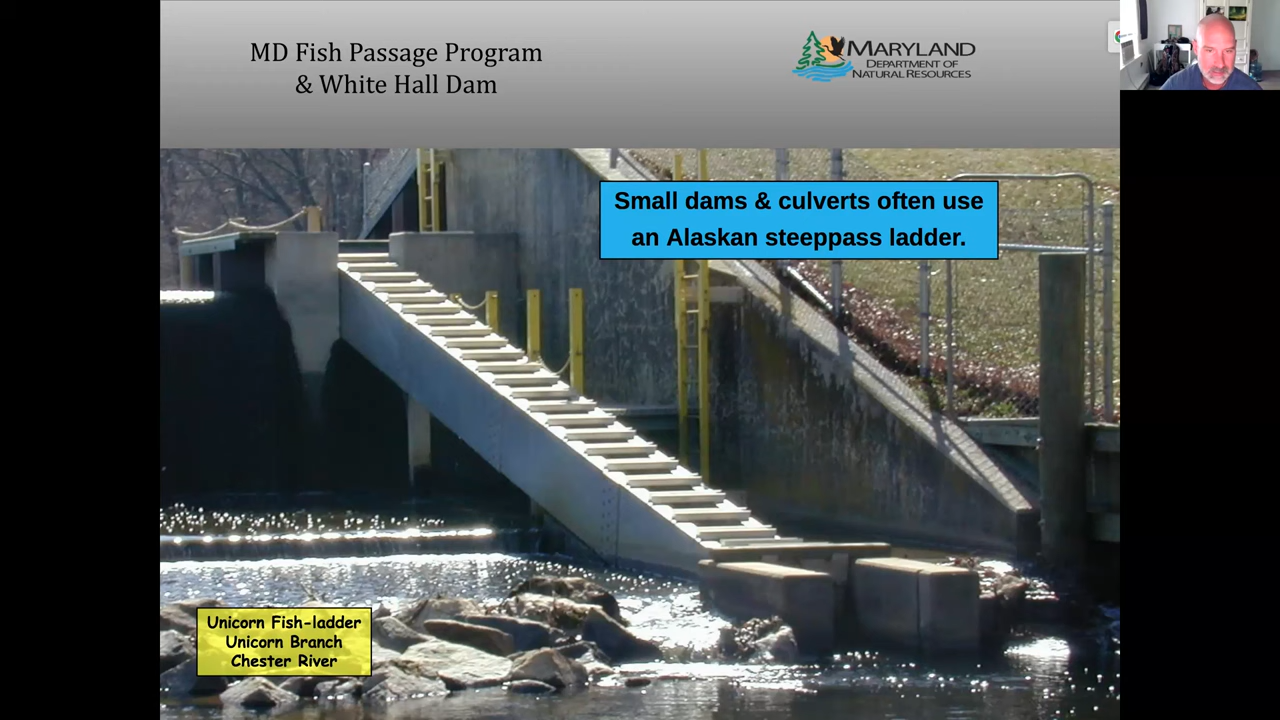 MD Fish Passage Program
& White Hall Dam
MARYLAND
DEPARTMENT OF
NATURAL RESOURCES
Small dams & culverts often use
an Alaskan steeppass ladder.
Unicorn Fish-ladder
Unicorn Branch
Chester River